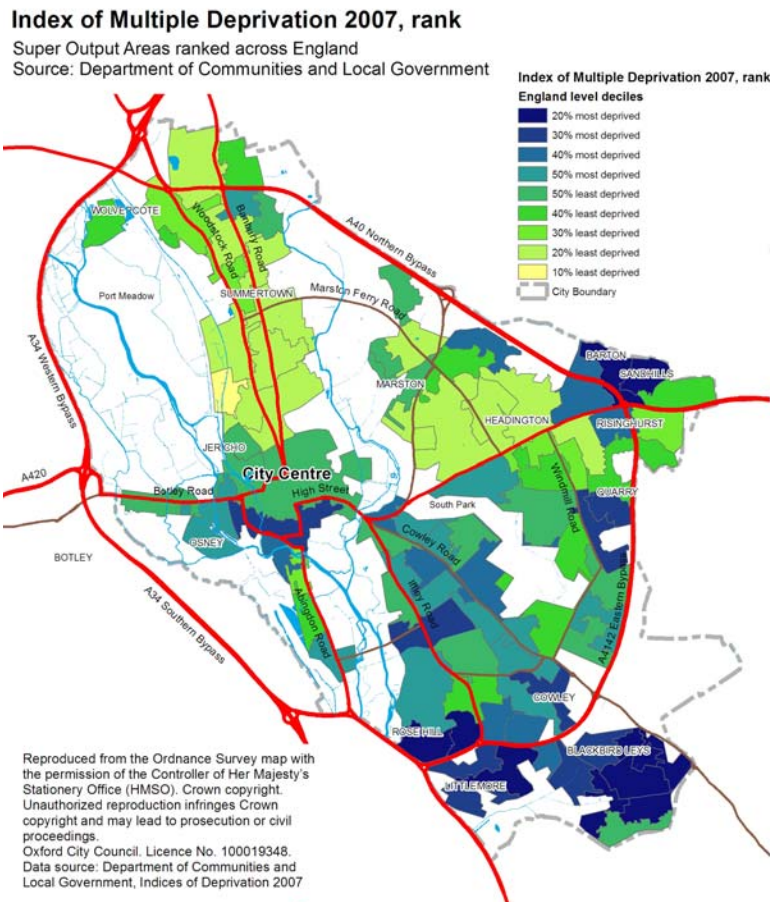 Index of Multiple Deprivation 2007, rank
Super Output Areas ranked across England
Source: Department of Communities and Local Government
Index of Multiple Deprivation 2007, rank
England level deciles
20% most deprived
30% most deprived
40% most deprived
50% most deprived
50% least deprived
40% least deprived
30% least deprived
20% least deprived
10% least deprived
City Boundary
WOLVERCOTE
Woodstock Road
Banbury Road
A40 Northern Bypass
Port Meadow
SUMMERTOWN
Marston Ferry Road
A34 Western Bypass
BARTON
SANDHILLS
MARSTON
HEADINGTON
RISINGHURST
JERICHO
City Centre
A420
Botley Road
High Street
South Park
Windmill Road
QUARRY
OSNEY
Cowley Road
BOTLEY
Iffley Road
Abingdon Road
A34 Southern Bypass
A4142 Eastern Bypass
COWLEY
ROSE HILL
BLACKBIRD LEYS
LITTLEMORE
Reproduced from the Ordnance Survey map with
the permission of the Controller of Her Majesty's
Stationery Office (HMSO). Crown copyright.
Unauthorized reproduction infringes Crown
copyright and may lead to prosecution or civil
proceedings.
Oxford City Council. Licence No. 100019348.
Data source: Department of Communities and
Local Government, Indices of Deprivation 2007